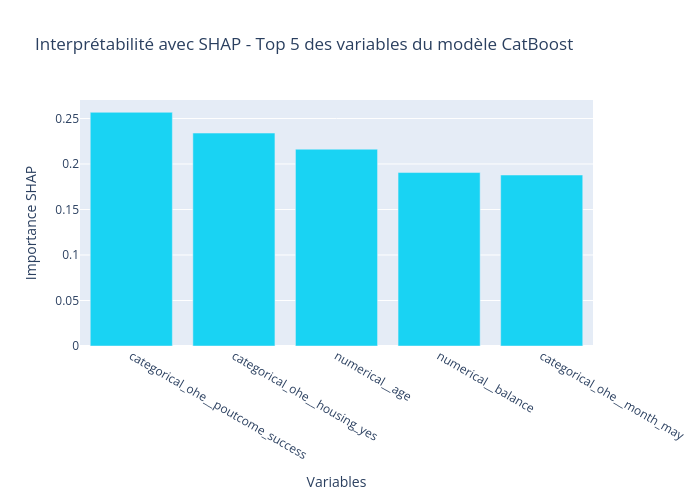 Interprétabilité avec SHAP - Top 5 des variables du modèle CatBoost
Importance SHAP
0.25
0.2
0.15
0.1
0.05
0
categorical_ohe__poutcome_success
categorical_ohe__housing_yes
numerical__age
numerical__balance
categorical_ohe__month_may
Variables